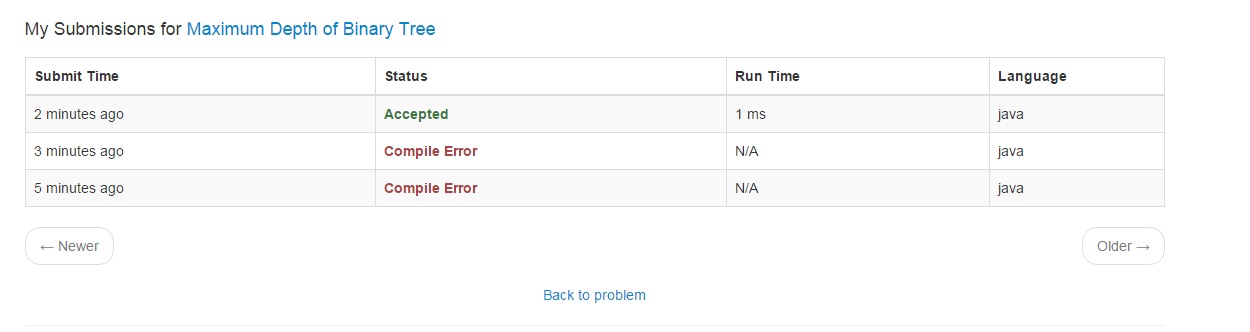 My Submissions for Maximum Depth of Binary Tree
Submit Time Status Run Time Language
2 minutes ago Accepted 1 ms java
3 minutes ago Compile Error N/A java
5 minutes ago Compile Error N/A java
← Newer Older →
Back to problem